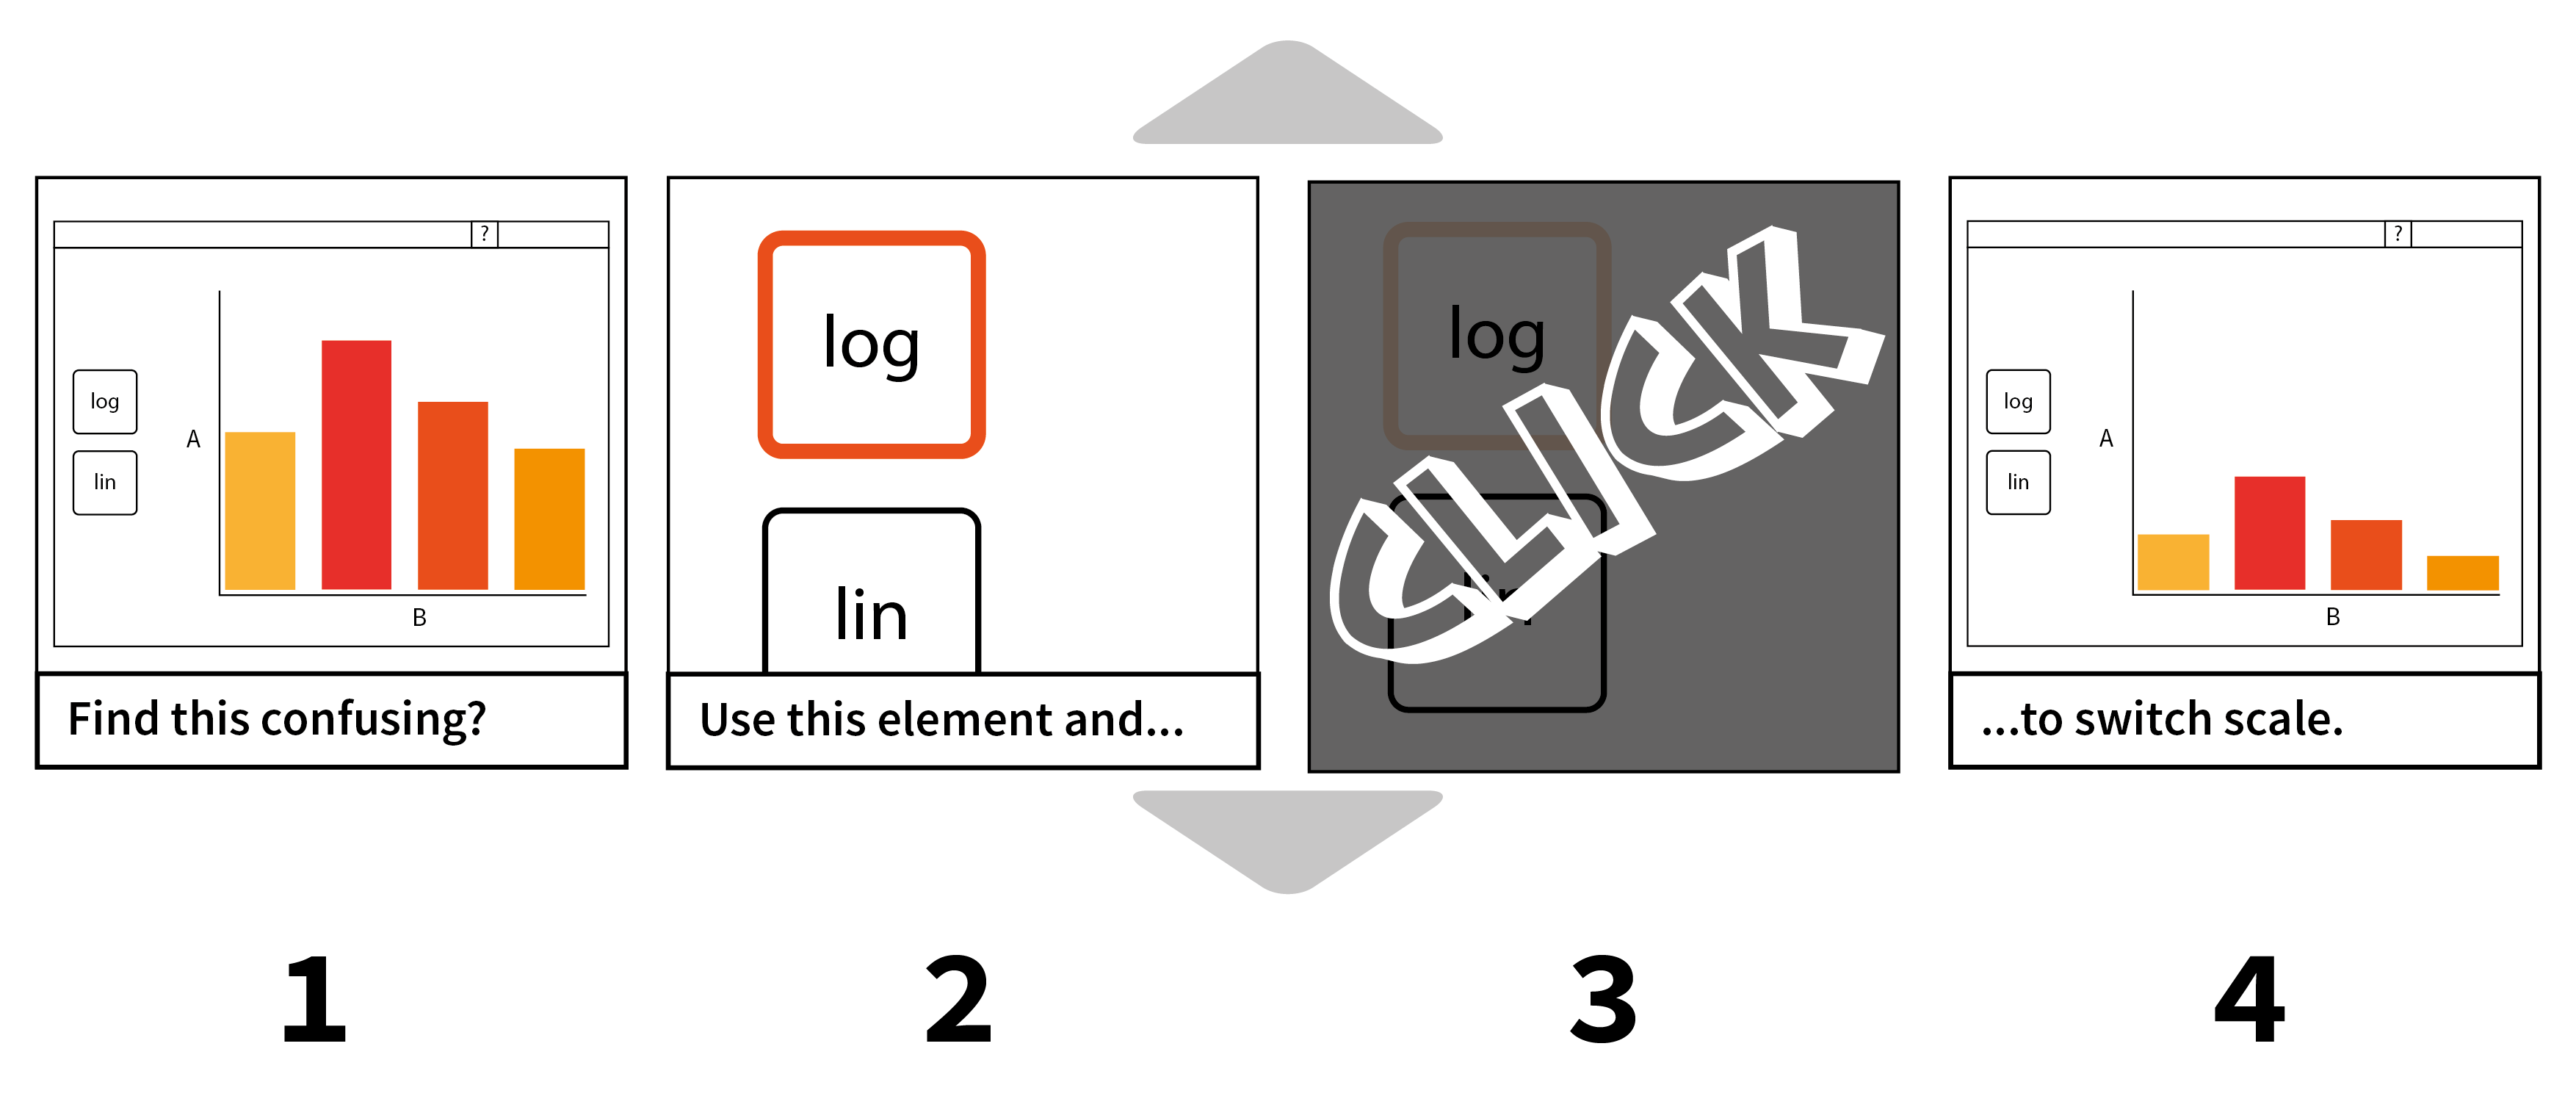 ?
log
lin
A
B
Find this confusing?
log
lin
Use this element and...
log
lin
CLICK
?
log
lin
A
B
...to switch scale.
1
2
3
4